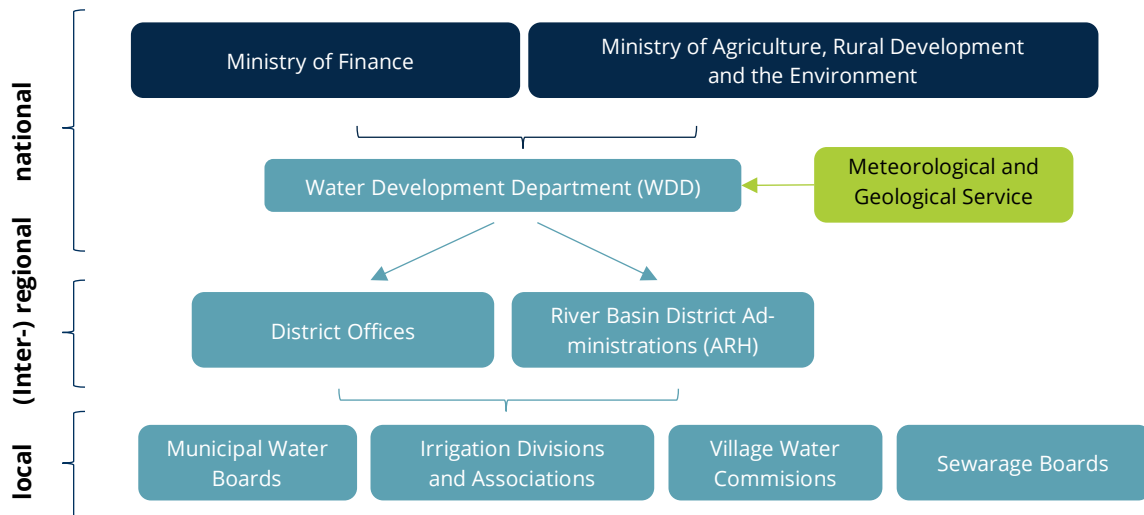 national
Ministry of Finance
Ministry of Agriculture, Rural Development
and the Environment
Water Development Department (WDD)
Meteorological and
Geological Service
(Inter-) regional
District Offices
River Basin District Ad-
ministrations (ARH)
local
Municipal Water
Boards
Irrigation Divisions
and Associations
Village Water
Commisions
Sewarage Boards